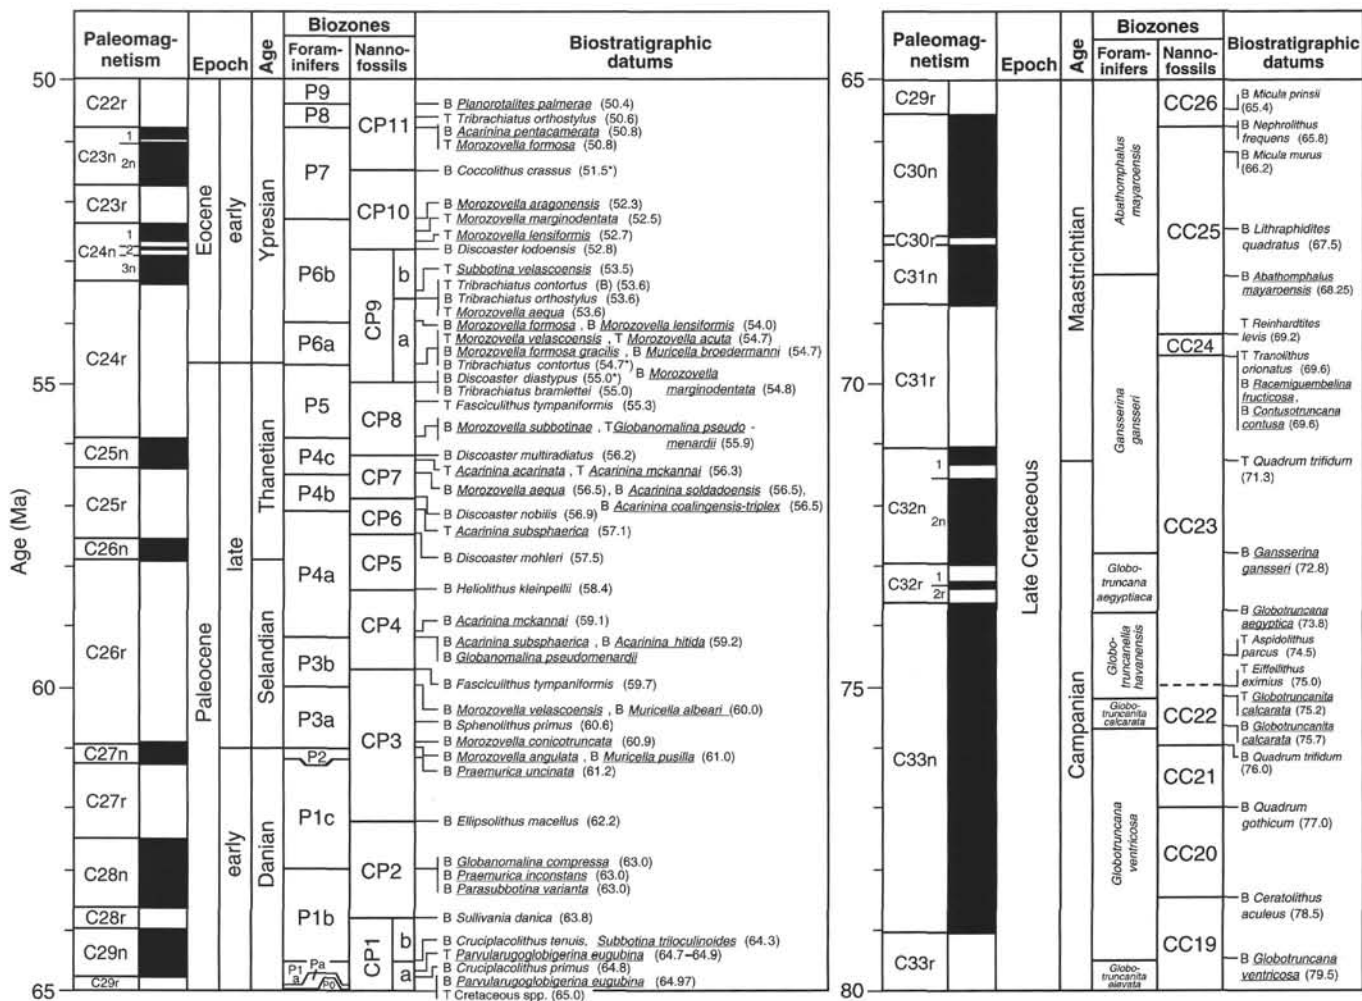 Paleomag-
netism
Epoch
Age
Biozones
Foram-
inifers
Nanno-
fossils
Biostratigraphic
datums
Age (Ma)
50
55
60
65
C22r
1
C23n
2n
C23r
1
C24n
2
3n
C24r
C25n
C25r
C26n
C26r
C27n
C27r
C28n
C28r
C29n
C29r
Eocene
Paleocene
early
late
early
Ypresian
Thanetian
Selandian
Danian
P9
P8
P7
P6b
P6a
P5
P4c
P4b
P4a
P3b
P3a
P2
P1c
P1b
Pa
P1
a
P0
CP11
CP10
CP9
b
a
CP8
CP7
CP6
CP5
CP4
CP3
CP2
CP1
b
a
B Planorotalites palmerae (50.4)
T Tribrachiatus orthostylus (50.6)
B Acarinina pentacamerata (50.8)
T Morozovella formosa (50.8)
B Coccolithus crassus (51.5*)
B Morozovella aragonensis (52.3)
T Morozovella marginodentata (52.5)
T Morozovella lensiformis (52.7)
B Discoaster lodoensis (52.8)
T Subbotina velascoensis (53.5)
T Tribrachiatus contortus (B) (53.6)
B Tribrachiatus orthostylus (53.6)
T Morozovella aequa (53.6)
B Morozovella formosa , B Morozovella lensiformis (54.0)
T Morozovella velascoensis , T Morozovella acuta (54.7)
B Morozovella formosa gracilis , B Muricella broedermanni (54.7)
B Tribrachiatus contortus (54.7*)
B Discoaster diastypus (55.0*) B Morozovella
B Tribrachiatus bramlettei (55.0) marginodentata (54.8)
T Fasciculithus tympaniformis (55.3)
B Morozovella subbotinae , T Globanomalina pseudo -
menardii (55.9)
B Discoaster multiradiatus (56.2)
T Acarinina acarinata , T Acarinina mckannai (56.3)
B Morozovella aequa (56.5), B Acarinina soldadoensis (56.5),
B Acarinina coalingensis-triplex (56.5)
B Discoaster nobilis (56.9)
T Acarinina subsphaerica (57.1)
B Discoaster mohleri (57.5)
B Heliolithus kleinpellii (58.4)
B Acarinina mckannai (59.1)
B Acarinina subsphaerica , B Acarinina hitida (59.2)
B Globanomalina pseudomenardii
B Fasciculithus tympaniformis (59.7)
B Morozovella velascoensis , B Muricella albeari (60.0)
B Sphenolithus primus (60.6)
B Morozovella conicotruncata (60.9)
B Morozovella angulata , B Muricella pusilla (61.0)
B Praemurica uncinata (61.2)
B Ellipsolithus macellus (62.2)
B Globanomalina compressa (63.0)
B Praemurica inconstans (63.0)
B Parasubbotina varianta (63.0)
B Sullivania danica (63.8)
B Cruciplacolithus tenuis, Subbotina triloculinoides (64.3)
T Parvularugoglobigerina eugubina (64.7–64.9)
B Cruciplacolithus primus (64.8)
B Parvularugoglobigerina eugubina (64.97)
T Cretaceous spp. (65.0)
Paleomag-
netism
Epoch
Age
Biozones
Foram-
inifers
Nanno-
fossils
Biostratigraphic
datums
65
70
75
80
C29r
C30n
C30r
C31n
C31r
1
C32n
2n
C32r
1
2r
C33n
C33r
Late Cretaceous
Maastrichtian
Campanian
Abathomphalus
mayaroensis
Gansserina
gansseri
Globo-
truncana
aegyptiaca
Globo-
truncanella
havanensis
Globo-
truncanita
calcarata
Globotruncana
ventricosa
Globo-
truncanita
elevata
CC26
CC25
CC24
CC23
CC22
CC21
CC20
CC19
B Micula prinsii
(65.4)
B Nephrolithus
frequens (65.8)
B Micula murus
(66.2)
B Lithraphidites
quadratus (67.5)
B Abathomphalus
mayaroensis (68.25)
T Reinhardtites
levis (69.2)
T Tranolithus
orionatus (69.6)
B Racemiguembelina
fructicosa ,
B Contusotruncana
contusa (69.6)
T Quadrum trifidum
(71.3)
B Gansserina
gansseri (72.8)
B Globotruncana
aegyptica (73.8)
T Aspidolithus
parcus (74.5)
T Eiffellithus
eximius (75.0)
T Globotruncanita
calcarata (75.2)
B Globotruncanita
calcarata (75.7)
B Quadrum trifidum
(76.0)
B Quadrum
gothicum (77.0)
B Ceratolithus
aculeus (78.5)
B Globotruncana
ventricosa (79.5)